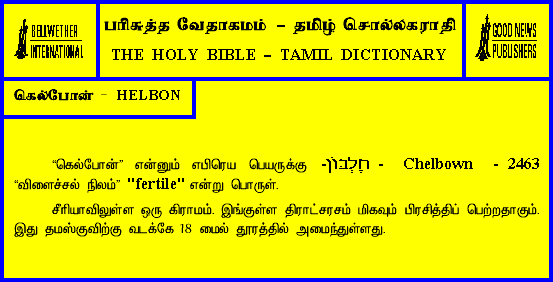 BELLWETHER
INTERNATIONAL
பரிசுத்த வேதாகமம் – தமிழ் சொல்லகராதி
THE HOLY BIBLE – TAMIL DICTIONARY
GOOD NEWS
PUBLISHERS
கெல்போன் – HELBON
“கெல்போன்” என்னும் எபிரெய பெயருக்கு -חֶלְבּוֹן - Chelbown - 2463
“விளைச்சல் நிலம்” "fertile" என்று பொருள்.
சீரியாவிலுள்ள ஒரு கிராமம். இங்குள்ள திராட்சரசம் மிகவும் பிரசித்திப் பெற்றதாகும்.
இது தமஸ்குவிற்கு வடக்கே 18 மைல் தூரத்தில் அமைந்துள்ளது.